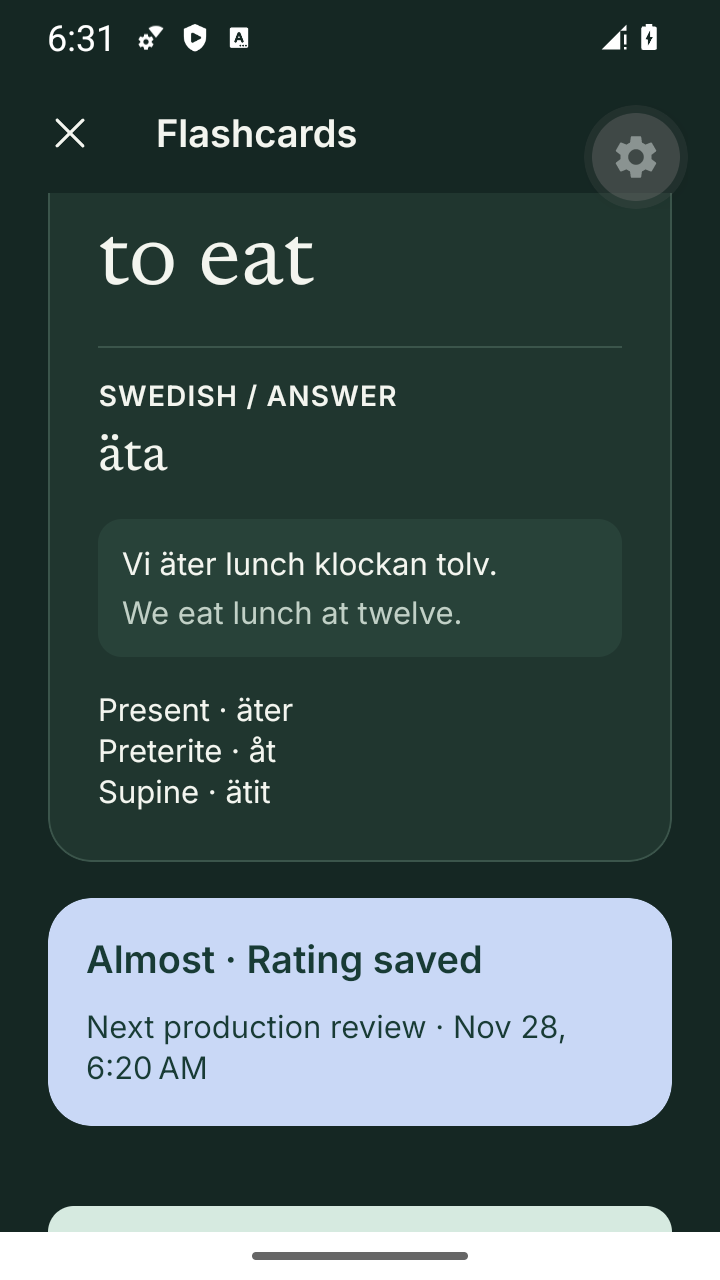 6:31
Flashcards
to eat
SWEDISH / ANSWER
äta
Vi äter lunch klockan tolv.
We eat lunch at twelve.
Present · äter
Preterite · åt
Supine · ätit
Almost · Rating saved
Next production review · Nov 28,
6:20 AM